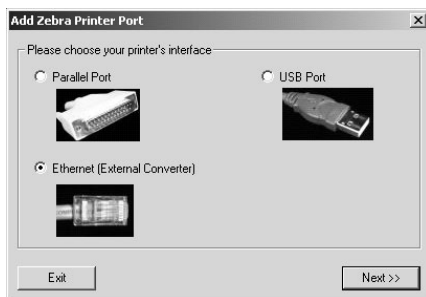 Add Zebra Printer Port
Please choose your printer's interface
Parallel Port
USB Port
Ethernet (External Converter)
Exit
Next >>